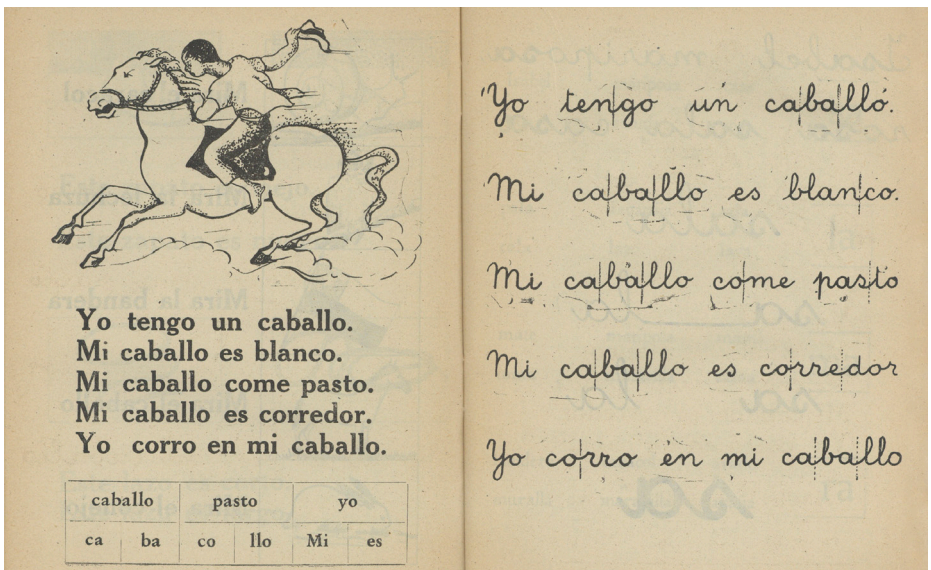 Yo tengo un caballo.
Mi caballo es blanco.
Mi caballo come pasto.
Mi caballo es corredor.
Yo corro en mi caballo.
caballo pasto yo
ca ba co llo Mi es
Yo tengo un caballo.
Mi caballo es blanco.
Mi caballo come pasto
Mi caballo es corredor
Yo corro en mi caballo